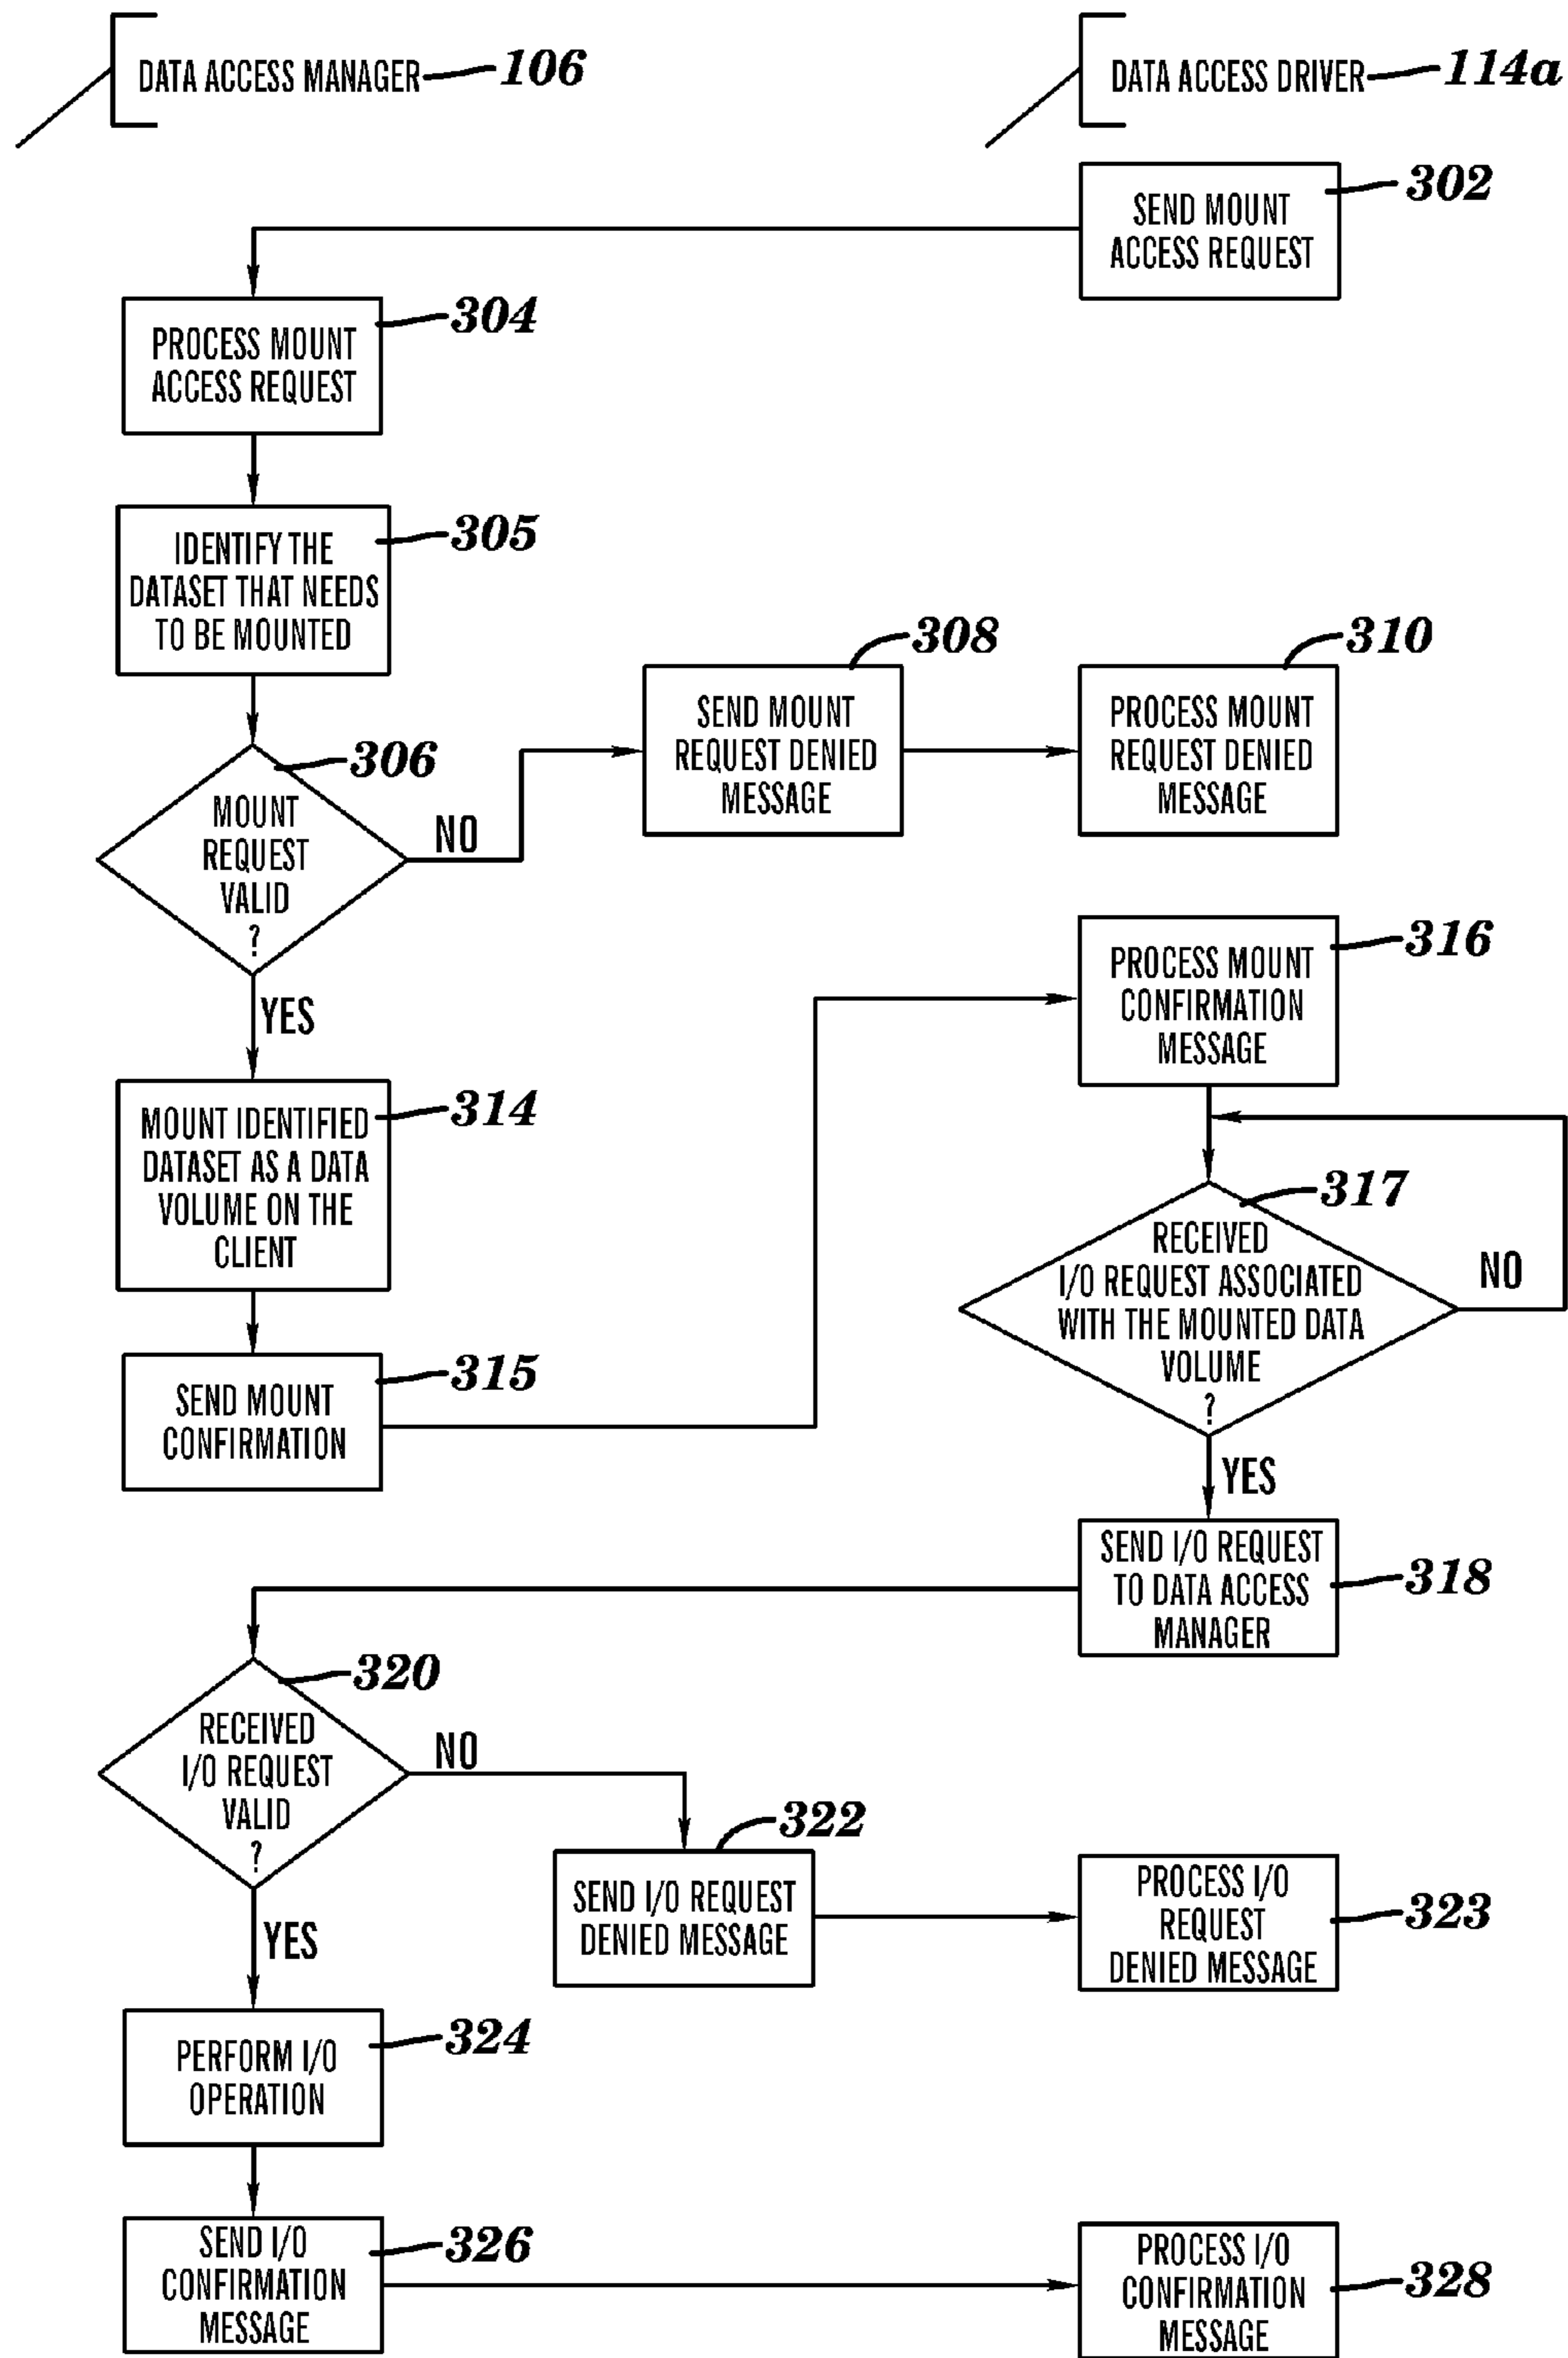 DATA ACCESS MANAGER 106
DATA ACCESS DRIVER 114a
302
SEND MOUNT
ACCESS REQUEST
304
PROCESS MOUNT
ACCESS REQUEST
305
IDENTIFY THE
DATASET THAT NEEDS
TO BE MOUNTED
306
MOUNT
REQUEST
VALID
?
NO
308
SEND MOUNT
REQUEST DENIED
MESSAGE
310
PROCESS MOUNT
REQUEST DENIED
MESSAGE
YES
314
MOUNT IDENTIFIED
DATASET AS A DATA
VOLUME ON THE
CLIENT
315
SEND MOUNT
CONFIRMATION
316
PROCESS MOUNT
CONFIRMATION
MESSAGE
317
RECEIVED
I/O REQUEST ASSOCIATED
WITH THE MOUNTED DATA
VOLUME
?
NO
YES
318
SEND I/O REQUEST
TO DATA ACCESS
MANAGER
320
RECEIVED
I/O REQUEST
VALID
?
NO
322
SEND I/O REQUEST
DENIED MESSAGE
323
PROCESS I/O
REQUEST
DENIED MESSAGE
YES
324
PERFORM I/O
OPERATION
326
SEND I/O
CONFIRMATION
MESSAGE
328
PROCESS I/O
CONFIRMATION
MESSAGE